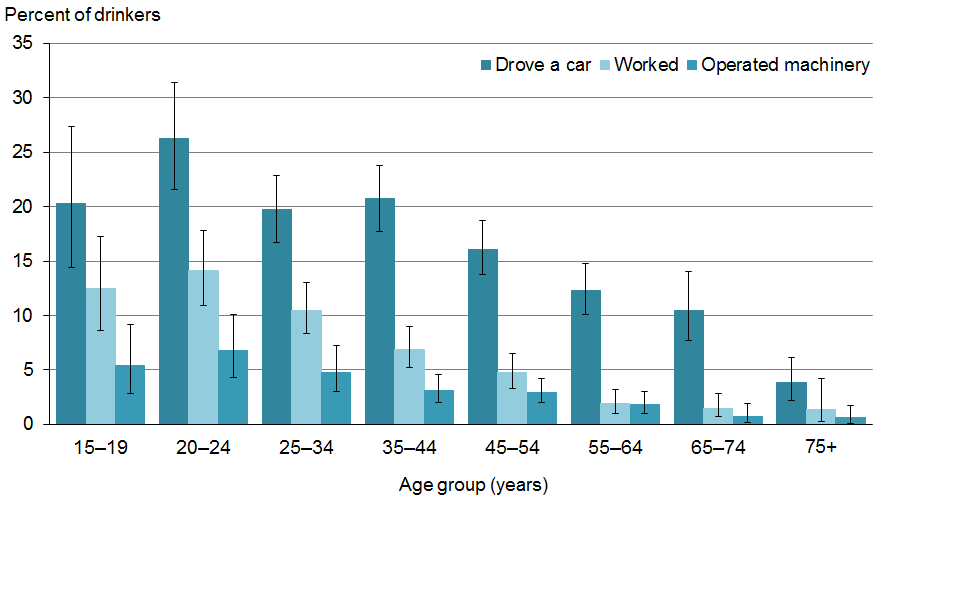 Percent of drinkers
35
Drove a car Worked Operated machinery
30
25
20
15
10
5
0
15–19 20–24 25–34 35–44 45–54 55–64 65–74 75+
Age group (years)